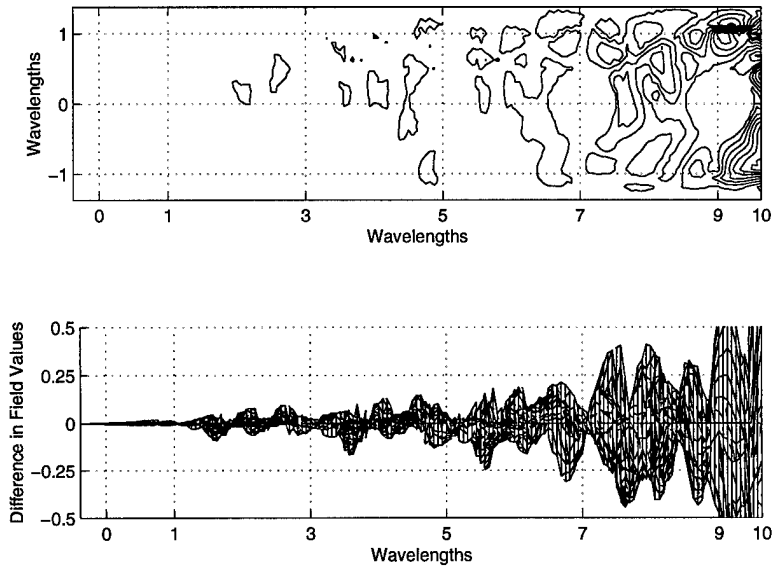 1
0
−1
Wavelengths
0 1 3 5 7 9 10
Wavelengths
0.5
0.25
0
−0.25
−0.5
Difference in Field Values
0 1 3 5 7 9 10
Wavelengths